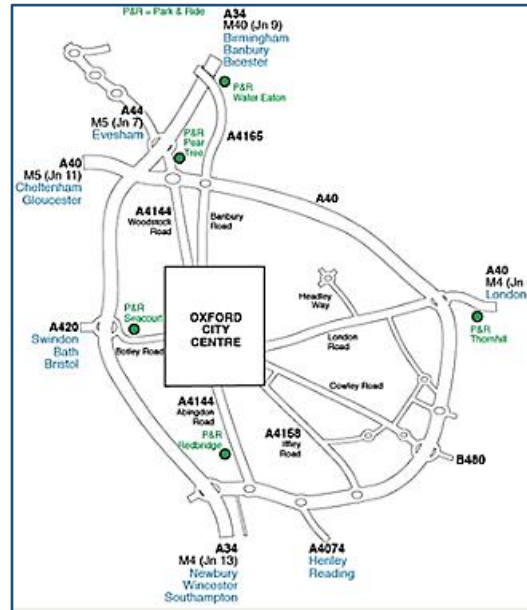 P&R = Park & Ride
A34
M40 (Jn 9)
Birmingham
Banbury
Bicester
P&R
Water Eaton
A44
M5 (Jn 7)
Evesham
P&R
Pear
Tree
A4165
A40
M5 (Jn 11)
Cheltenham
Gloucester
A4144
Woodstock
Road
Banbury
Road
A40
A40
M4 (Jn
London
P&R
Thornhill
Headley
Way
OXFORD
CITY
CENTRE
P&R
Seacourt
A420
Swindon
Bath
Bristol
Botley Road
London
Road
Cowley Road
A4144
Abingdon
Road
P&R
Redbridge
A4158
Iffley
Road
B480
A34
M4 (Jn 13)
Newbury
Wincester
Southampton
A4074
Henley
Reading